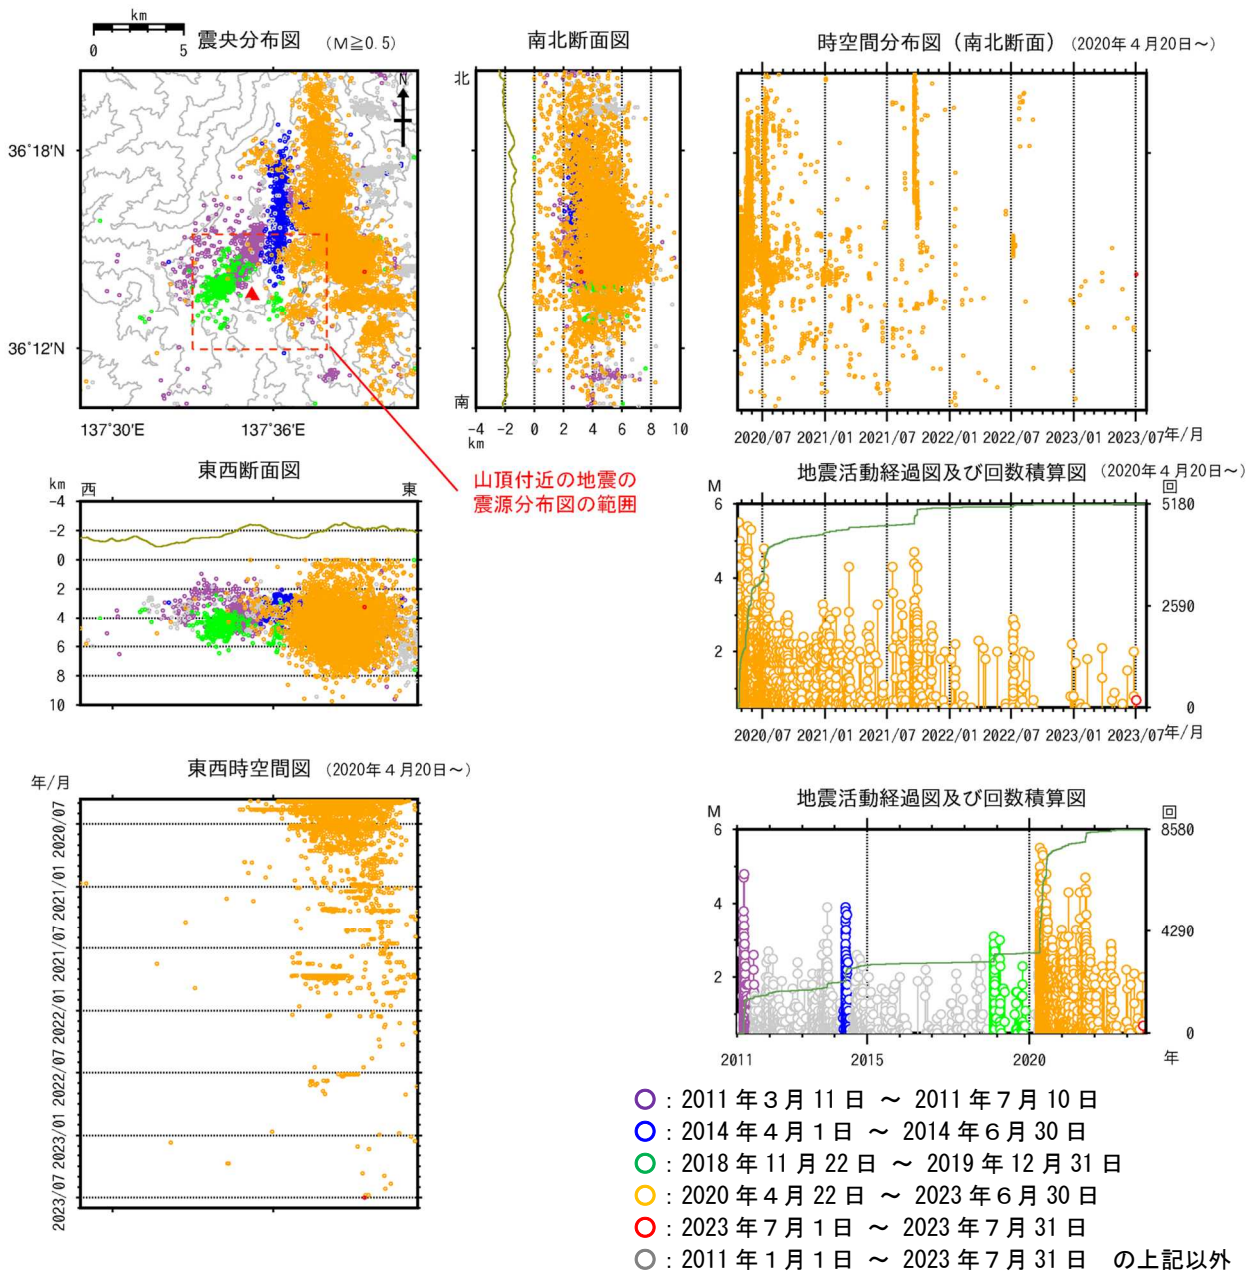 km
0 5
震央分布図 （M≧0.5）
N
36°18'N
36°12'N
137°30'E 137°36'E
南北断面図
北
南
-4 -2 0 2 4 6 8 10
km
時空間分布図（南北断面）（2020年４月20日～）
2020/07 2021/01 2021/07 2022/01 2022/07 2023/01 2023/07 年/月
山頂付近の地震の
震源分布図の範囲
東西断面図
km
西 東
-4
-2
0
2
4
6
8
10
地震活動経過図及び回数積算図 （2020年４月20日～）
M 回
6 5180
4
2590
2
0
2020/07 2021/01 2021/07 2022/01 2022/07 2023/01 2023/07 年/月
東西時空間図 （2020年４月20日～）
年/月
2023/07 2023/01 2022/07 2022/01 2021/07 2021/01 2020/07
地震活動経過図及び回数積算図
M 回
6 8580
4
4290
2
0
2011 2015 2020 年
：2011年３月11日 ～ 2011年７月10日
：2014年４月１日 ～ 2014年６月30日
：2018年11月22日 ～ 2019年12月31日
：2020年４月22日 ～ 2023年６月30日
：2023年７月１日 ～ 2023年７月31日
：2011年１月１日 ～ 2023年７月31日 の上記以外